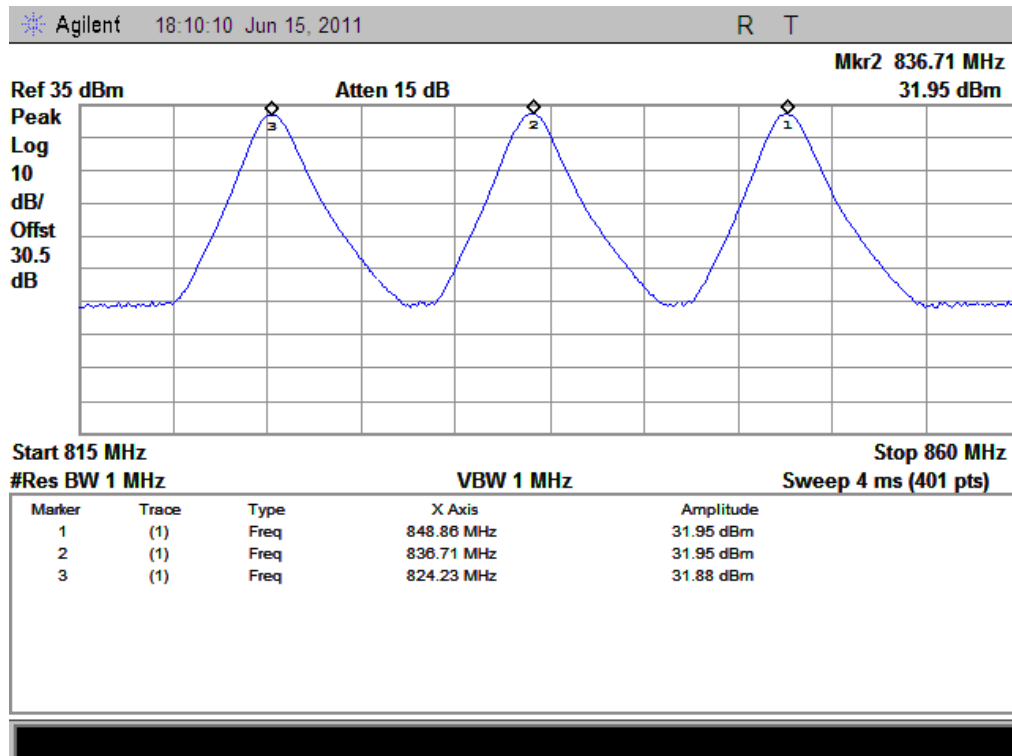 Agilent 18:10:10 Jun 15, 2011 R T
Mkr2 836.71 MHz
Ref 35 dBm Atten 15 dB 31.95 dBm
Peak
Log
10
dB/
Offst
30.5
dB
3 2 1
Start 815 MHz Stop 860 MHz
#Res BW 1 MHz VBW 1 MHz Sweep 4 ms (401 pts)
Marker Trace Type X Axis Amplitude
1 (1) Freq 848.86 MHz 31.95 dBm
2 (1) Freq 836.71 MHz 31.95 dBm
3 (1) Freq 824.23 MHz 31.88 dBm